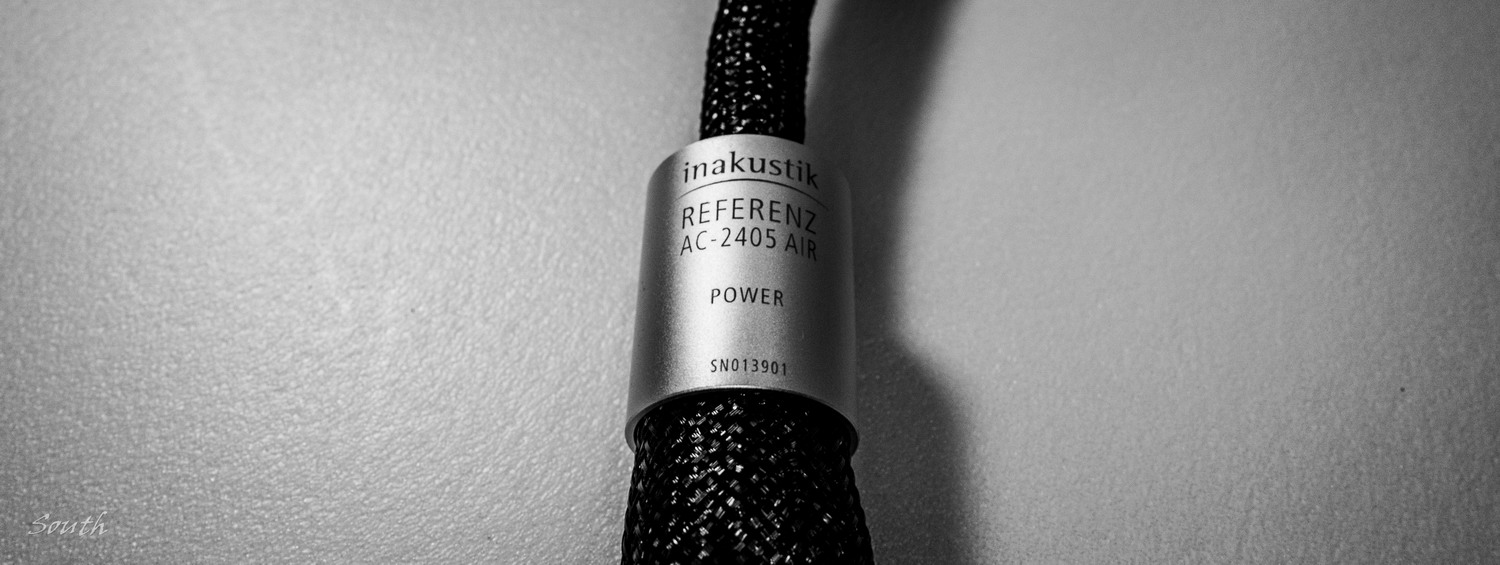 inakustik
REFERENZ
AC-2405 AIR
POWER
SN013901
South